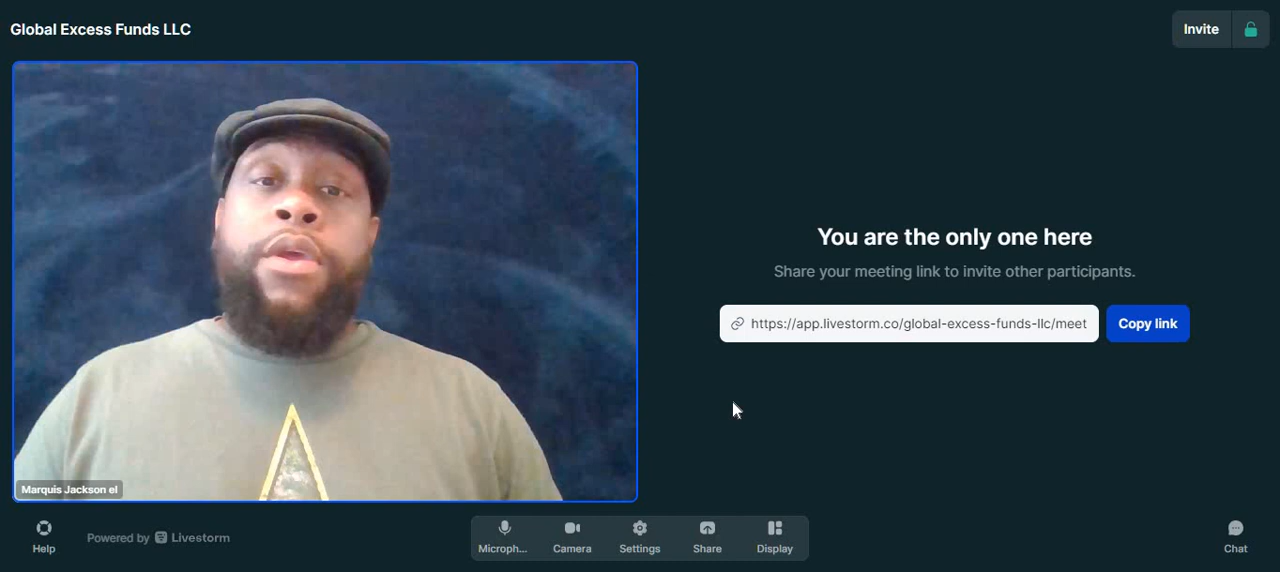 Global Excess Funds LLC
Invite
You are the only one here
Share your meeting link to invite other participants.
https://app.livestorm.co/global-excess-funds-llc/meet
Copy link
Marquis Jackson el
Help
Powered by Livestorm
Microph...
Camera
Settings
Share
Display
Chat